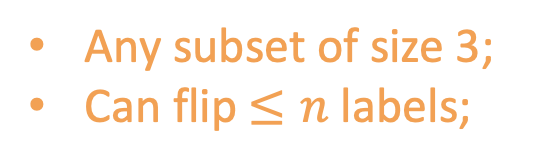 • Any subset of size 3;
• Can flip ≤ n labels;